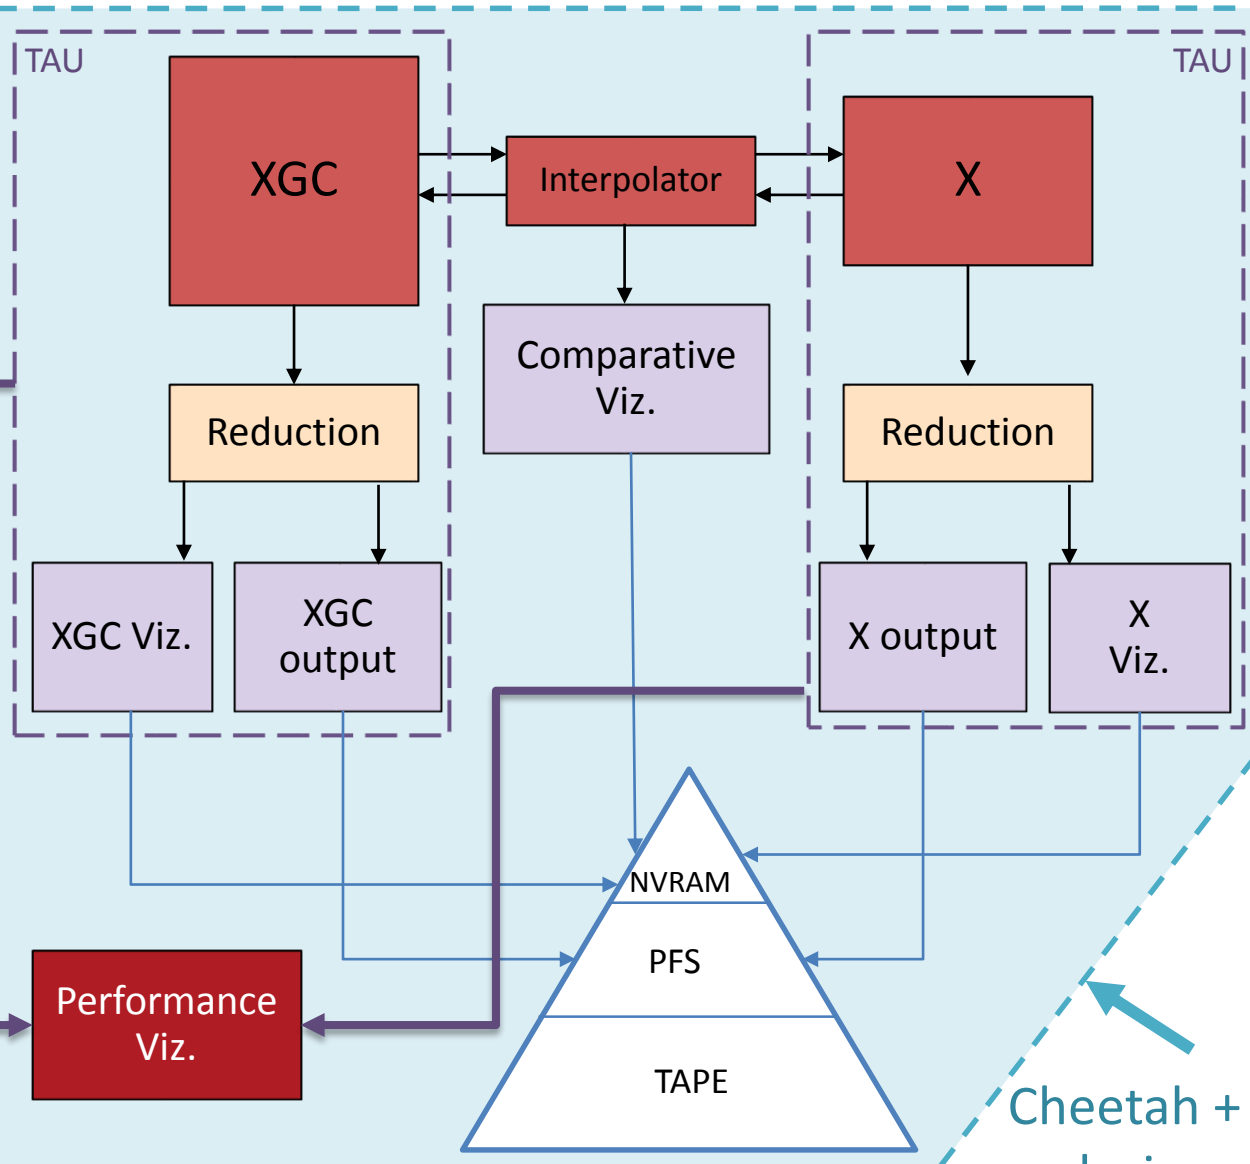 TAU
TAU
XGC
Interpolator
X
Comparative
Viz.
Reduction
Reduction
XGC Viz.
XGC
output
X output
X
Viz.
NVRAM
PFS
TAPE
Performance
Viz.
Cheetah +